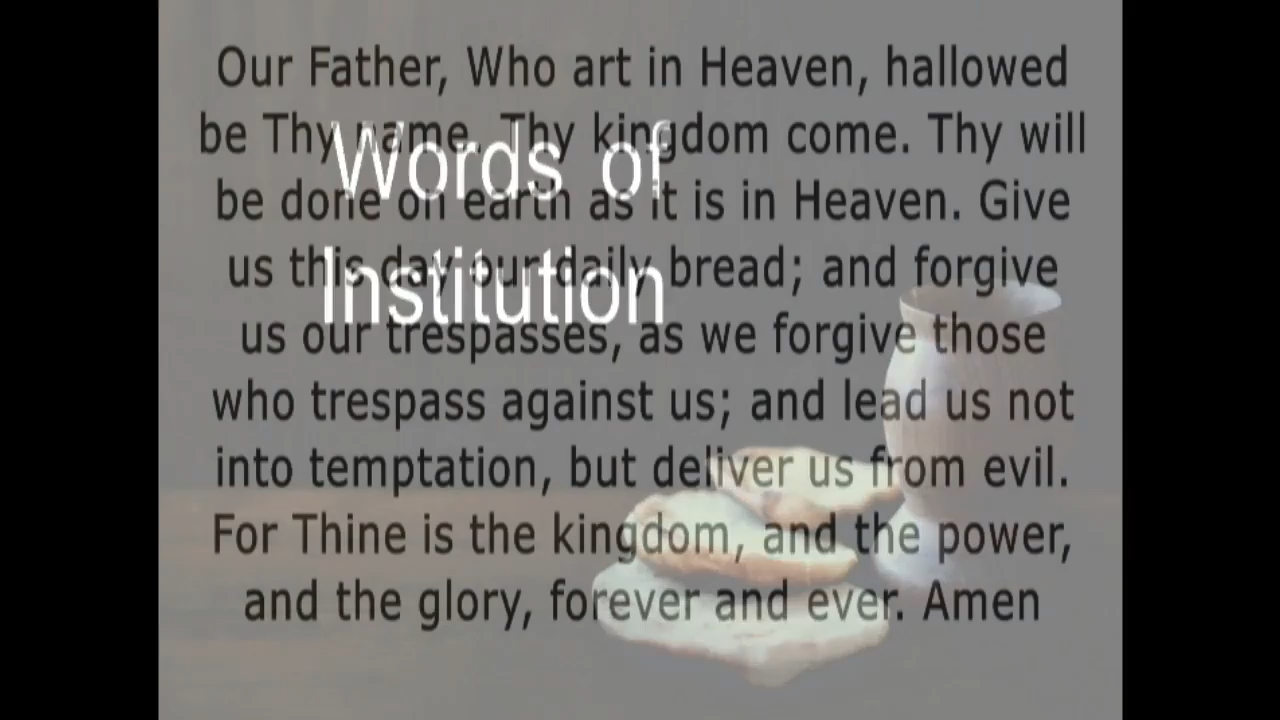 Our Father, Who art in Heaven, hallowed
be Thy name. Thy kingdom come. Thy will
be done on earth as it is in Heaven. Give
us this day our daily bread; and forgive
us our trespasses, as we forgive those
who trespass against us; and lead us not
into temptation, but deliver us from evil.
For Thine is the kingdom, and the power,
and the glory, forever and ever. Amen
Words of
Institution